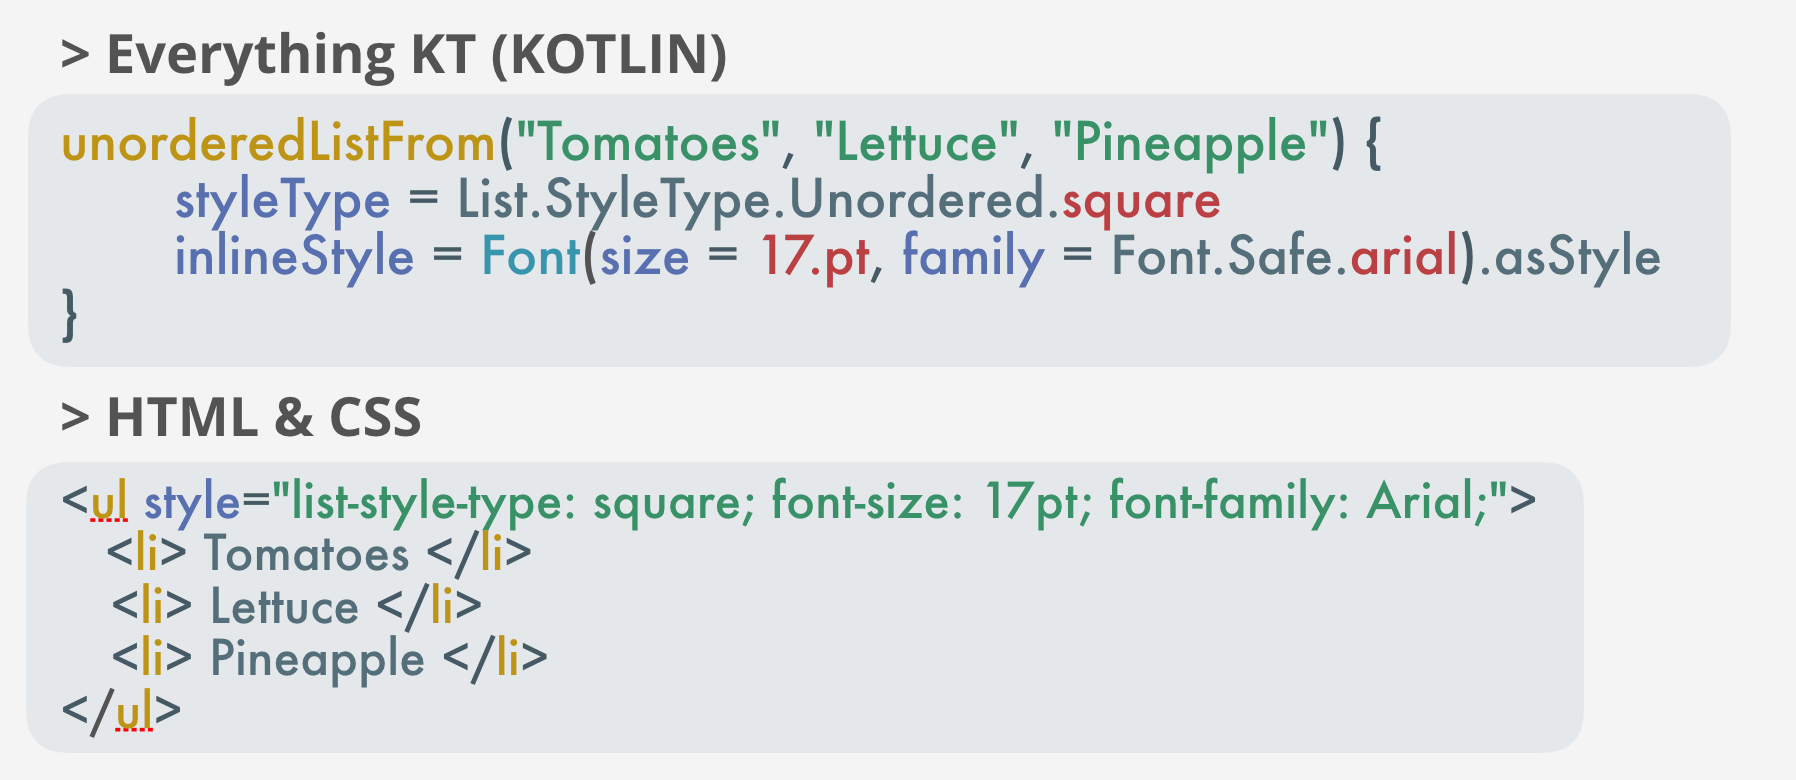 > Everything KT (KOTLIN)
unorderedListFrom("Tomatoes", "Lettuce", "Pineapple") {
styleType = List.StyleType.Unordered.square
inlineStyle = Font(size = 17.pt, family = Font.Safe.arial).asStyle
}
> HTML & CSS
<ul style="list-style-type: square; font-size: 17pt; font-family: Arial;">
<li> Tomatoes </li>
<li> Lettuce </li>
<li> Pineapple </li>
</ul>